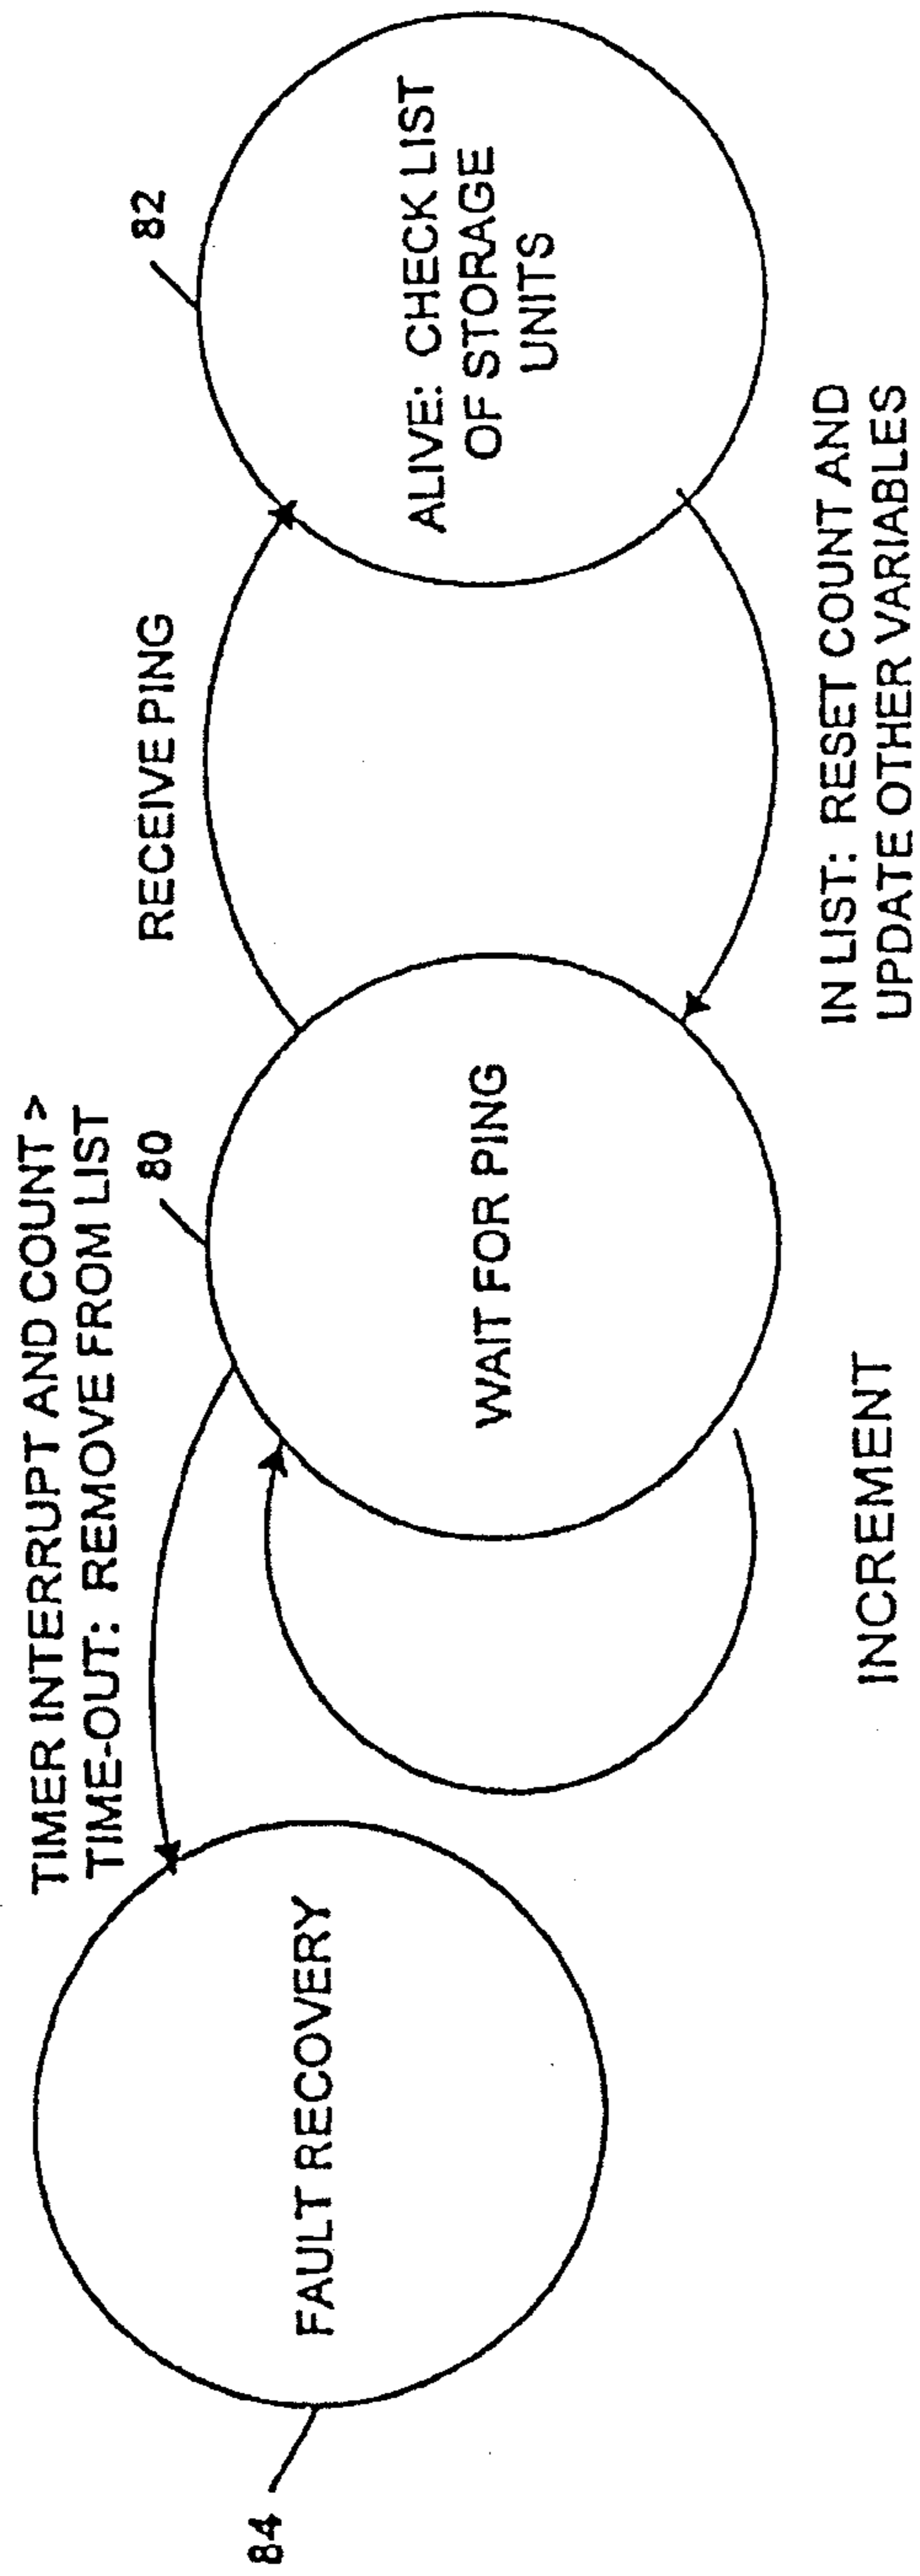 TIMER INTERRUPT AND COUNT >
TIME-OUT: REMOVE FROM LIST
84
FAULT RECOVERY
80
WAIT FOR PING
INCREMENT
RECEIVE PING
82
ALIVE: CHECK LIST
OF STORAGE
UNITS
IN LIST: RESET COUNT AND
UPDATE OTHER VARIABLES